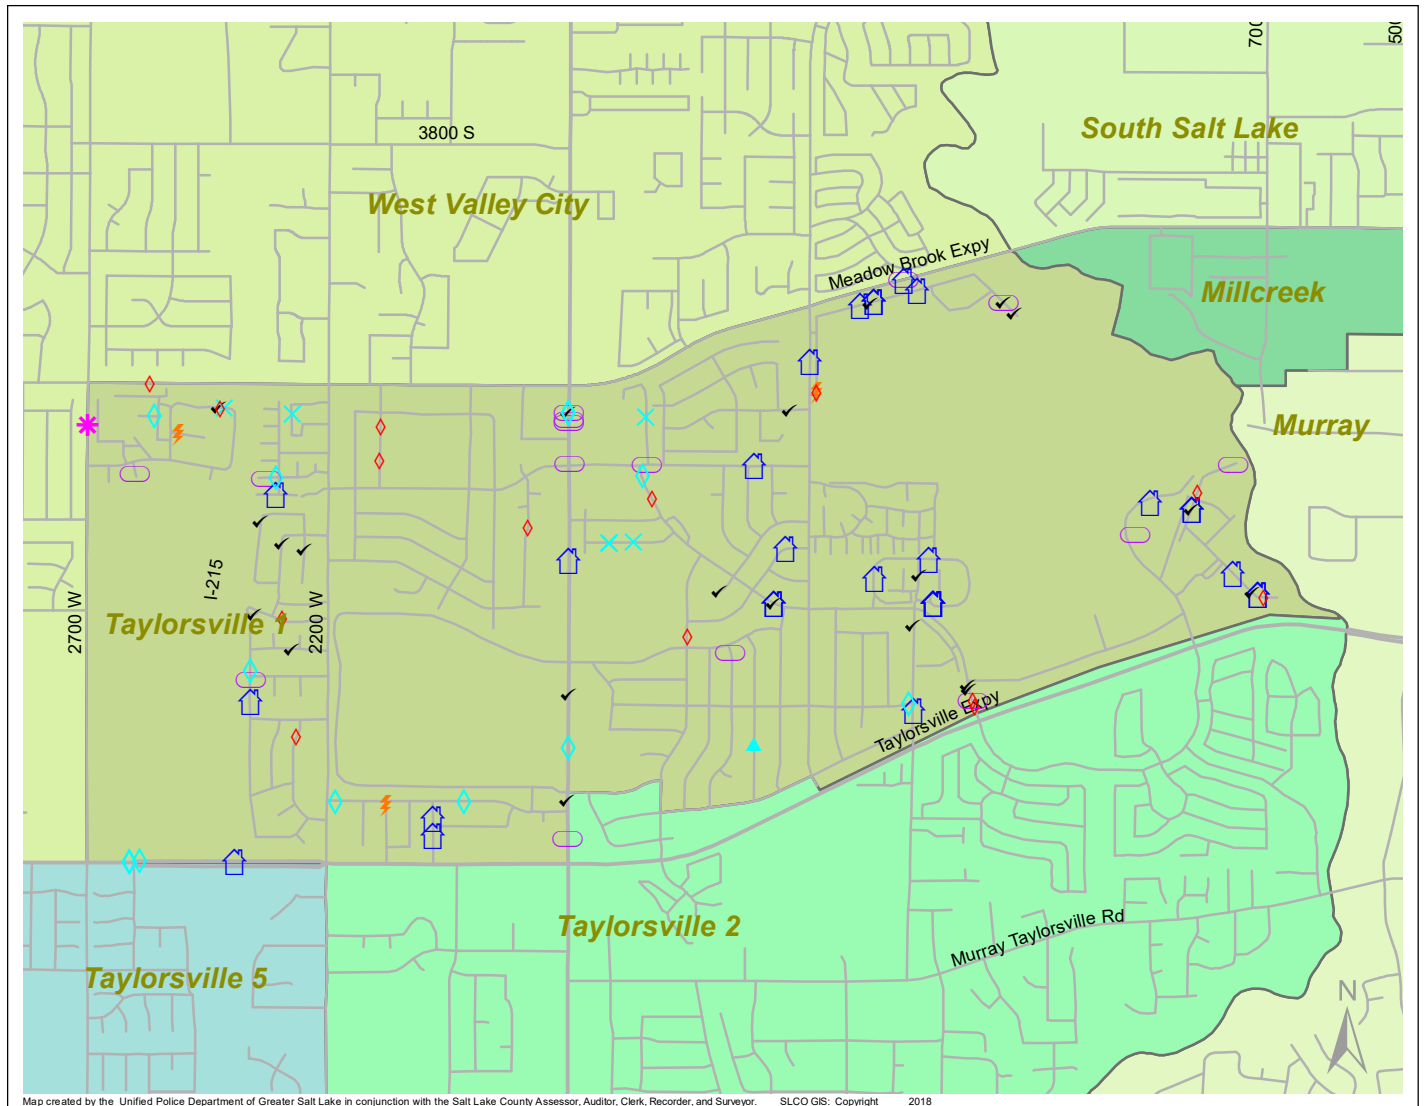 700
500
South Salt Lake
3800 S
West Valley City
Meadow Brook Expy
Millcreek
Murray
I-215
2700 W
2200 W
Taylorsville 1
Taylorsville Expy
Taylorsville 2
Murray Taylorsville Rd
Taylorsville 5
N
Map created by the Unified Police Department of Greater Salt Lake in conjunction with the Salt Lake County Assessor, Auditor, Clerk, Recorder, and Surveyor. SLCO GIS: Copyright 2018